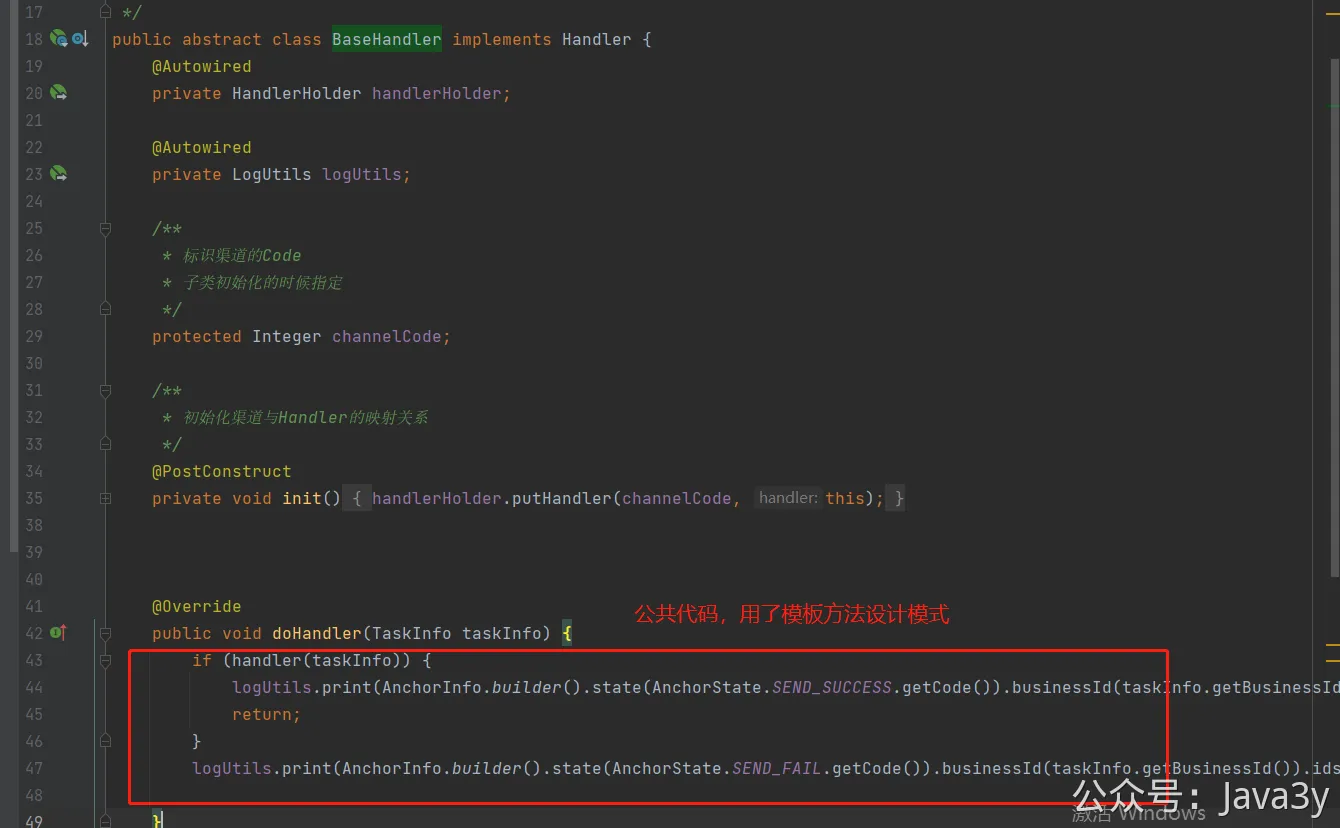 17 */
18 public abstract class BaseHandler implements Handler {
19 @Autowired
20 private HandlerHolder handlerHolder;
21
22 @Autowired
23 private LogUtils logUtils;
24
25 /**
26 * 标识渠道的Code
27 * 子类初始化的时候指定
28 */
29 protected Integer channelCode;
30
31 /**
32 * 初始化渠道与Handler的映射关系
33 */
34 @PostConstruct
35 private void init() { handlerHolder.putHandler(channelCode, handler: this); }
38
39
40
41 @Override
公共代码，用了模板方法设计模式
42 public void doHandler(TaskInfo taskInfo) {
43 if (handler(taskInfo)) {
44 logUtils.print(AnchorInfo.builder().state(AnchorState.SEND_SUCCESS.getCode()).businessId(taskInfo.getBusinessId
45 return;
46 }
47 logUtils.print(AnchorInfo.builder().state(AnchorState.SEND_FAIL.getCode()).businessId(taskInfo.getBusinessId()).ids
48
49 }
公众号：Java3y
激活 Windows